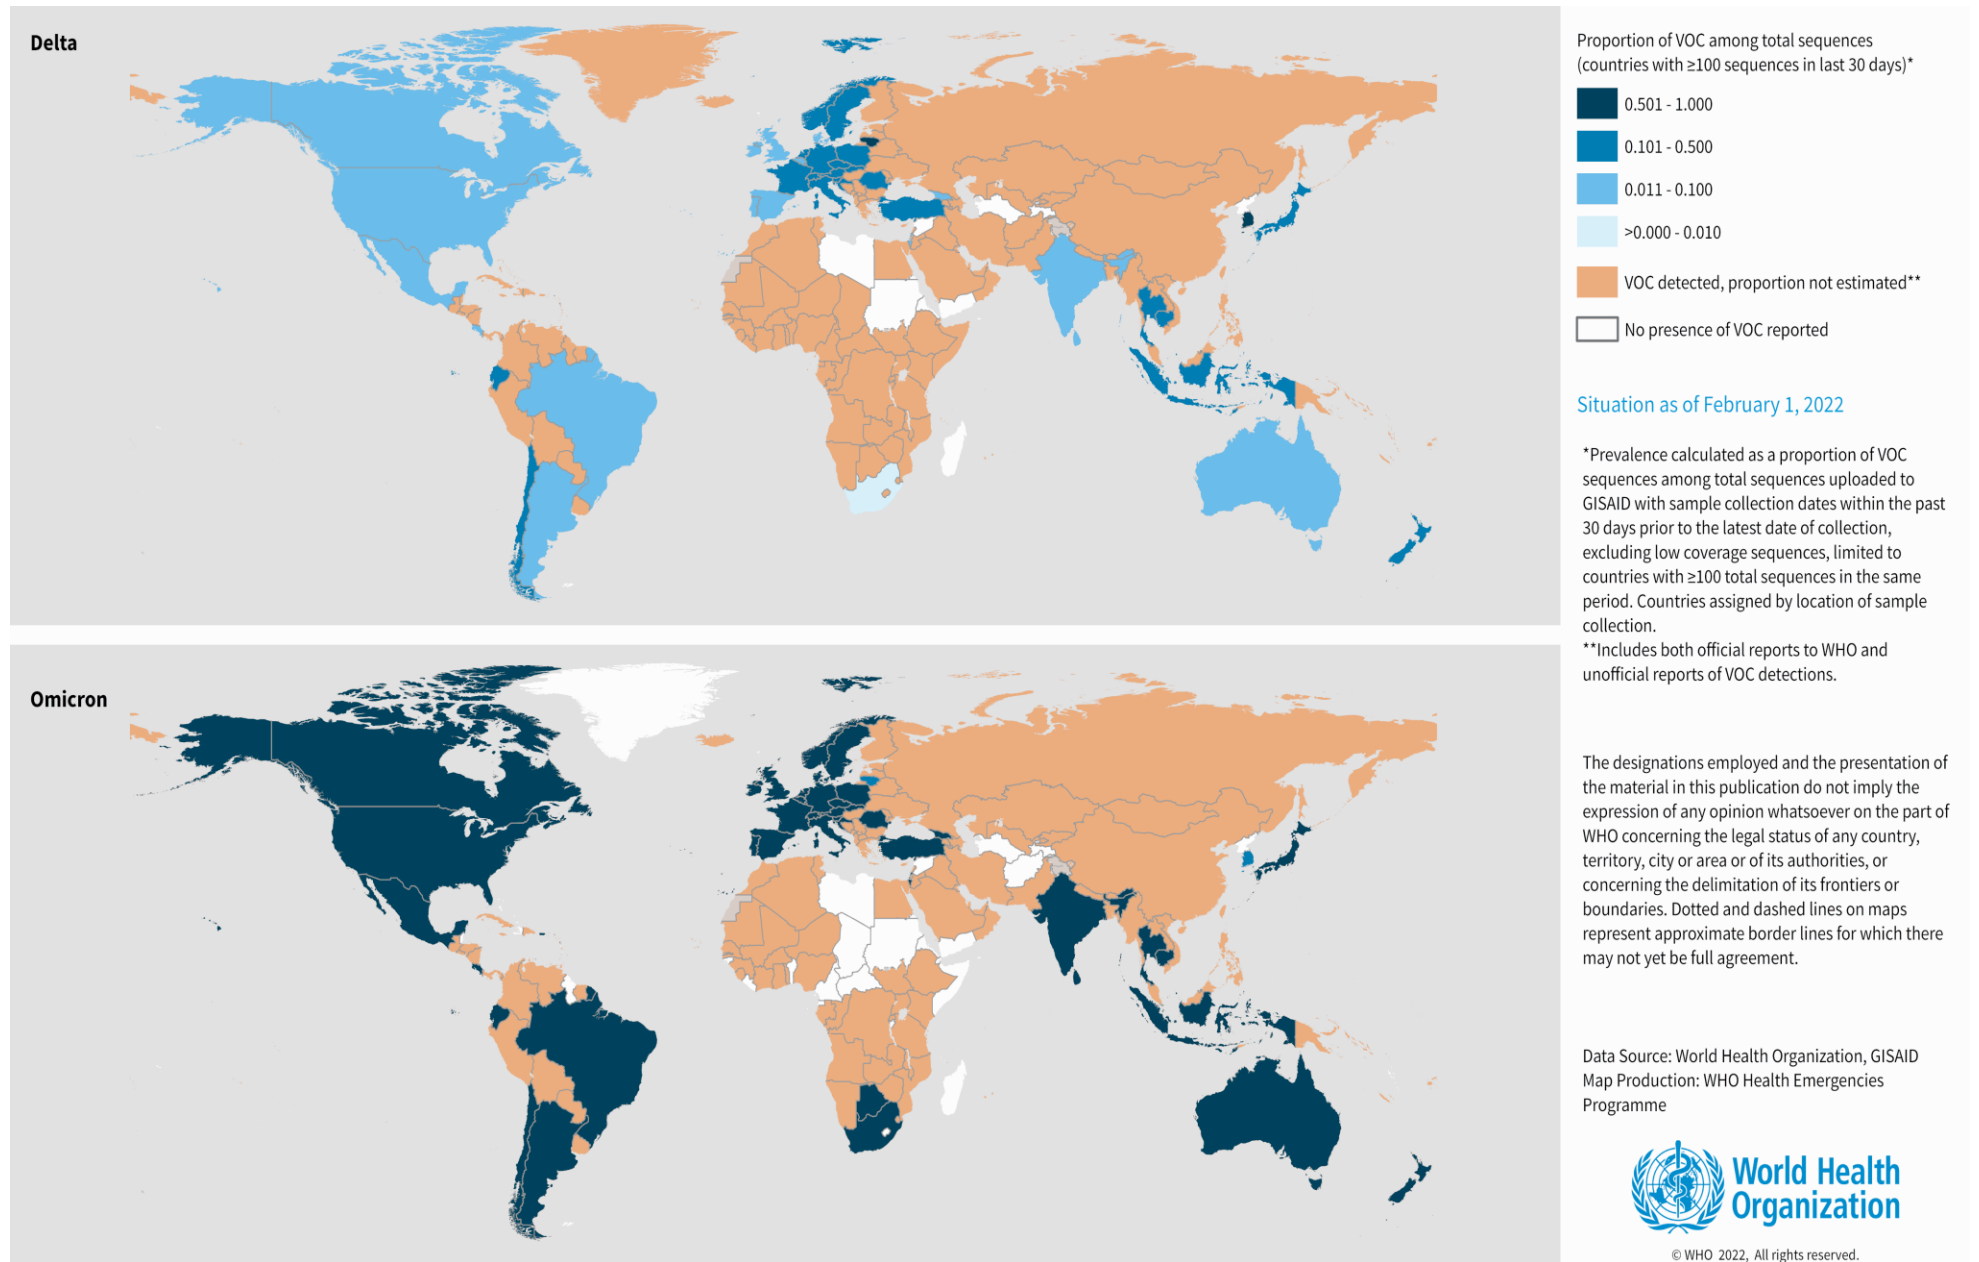 Delta
Proportion of VOC among total sequences
(countries with ≥100 sequences in last 30 days)*
0.501 - 1.000
0.101 - 0.500
0.011 - 0.100
>0.000 - 0.010
VOC detected, proportion not estimated**
No presence of VOC reported
Situation as of February 1, 2022
*Prevalence calculated as a proportion of VOC
sequences among total sequences uploaded to
GISAID with sample collection dates within the past
30 days prior to the latest date of collection,
excluding low coverage sequences, limited to
countries with ≥100 total sequences in the same
period. Countries assigned by location of sample
collection.
**Includes both official reports to WHO and
unofficial reports of VOC detections.
Omicron
The designations employed and the presentation of
the material in this publication do not imply the
expression of any opinion whatsoever on the part of
WHO concerning the legal status of any country,
territory, city or area or of its authorities, or
concerning the delimitation of its frontiers or
boundaries. Dotted and dashed lines on maps
represent approximate border lines for which there
may not yet be full agreement.
Data Source: World Health Organization, GISAID
Map Production: WHO Health Emergencies
Programme
World Health
Organization
© WHO 2022, All rights reserved.